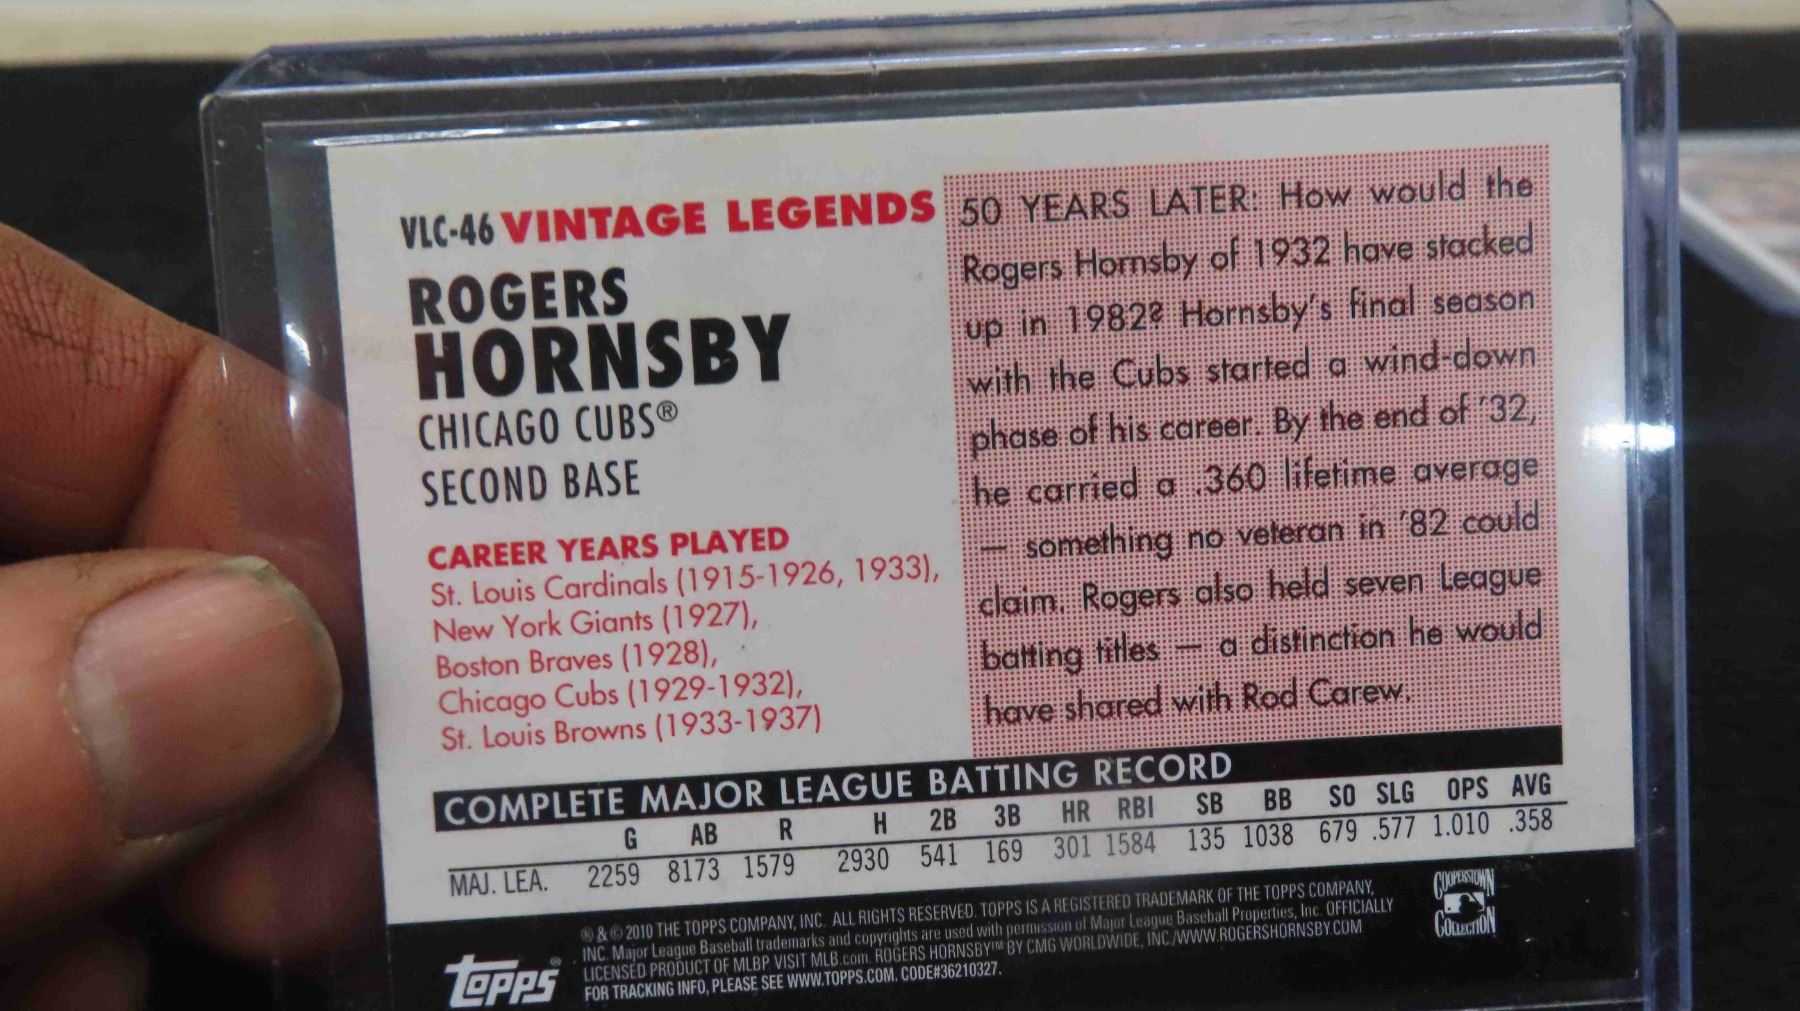 VLC-46 VINTAGE LEGENDS
ROGERS
HORNSBY
CHICAGO CUBS®
SECOND BASE
CAREER YEARS PLAYED
St. Louis Cardinals (1915-1926, 1933),
New York Giants (1927),
Boston Braves (1928),
Chicago Cubs (1929-1932),
St. Louis Browns (1933-1937)
50 YEARS LATER: How would the
Rogers Hornsby of 1932 have stacked
up in 1982? Hornsby's final season
with the Cubs started a wind-down
phase of his career. By the end of '32,
he carried a .360 lifetime average
— something no veteran in '82 could
claim. Rogers also held seven League
batting titles — a distinction he would
have shared with Rod Carew.
COMPLETE MAJOR LEAGUE BATTING RECORD
G AB R H 2B 3B HR RBI SB BB SO SLG OPS AVG
MAJ. LEA. 2259 8173 1579 2930 541 169 301 1584 135 1038 679 .577 1.010 .358
® & © 2010 THE TOPPS COMPANY, INC. ALL RIGHTS RESERVED. TOPPS IS A REGISTERED TRADEMARK OF THE TOPPS COMPANY,
INC. Major League Baseball trademarks and copyrights are used with permission of Major League Baseball Properties, Inc. OFFICIALLY
LICENSED PRODUCT OF MLBP. VISIT MLB.com. ROGERS HORNSBY™ BY CMG WORLDWIDE, INC./WWW.ROGERSHORNSBY.COM
FOR TRACKING INFO, PLEASE SEE WWW.TOPPS.COM. CODE#36210327.
TOPPS®
COOPERSTOWN
COLLECTION